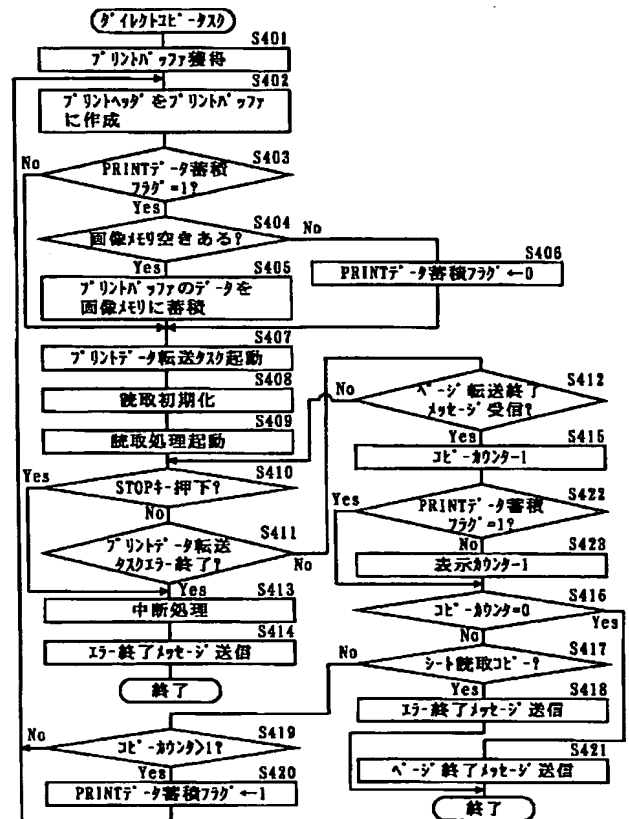 ダイレクトコピータスク
S401
プリントバッファ獲得
S402
プリントヘッダをプリントバッファ
に作成
S403
No
PRINTデータ蓄積
フラグ=1?
Yes
S404
No
画像メモリ空きある?
Yes
S405
プリントバッファのデータを
画像メモリに蓄積
S406
PRINTデータ蓄積フラグ←0
S407
プリントデータ転送タスク起動
S408
読取初期化
S409
読取処理起動
S410
Yes
STOPキー押下?
No
S411
プリントデータ転送
タスクエラー終了?
No
Yes
S413
中断処理
S414
エラー終了メッセージ送信
終了
S412
No
ページ転送終了
メッセージ受信?
Yes
S415
コピーカウンター1
S422
Yes
PRINTデータ蓄積
フラグ=1?
No
S423
表示カウンター1
S416
コピーカウンタ=0
Yes
No
S417
No
シート読取コピー?
Yes
S418
エラー終了メッセージ送信
S421
ページ終了メッセージ送信
終了
S419
No
コピーカウンタ>1?
Yes
S420
PRINTデータ蓄積フラグ←1